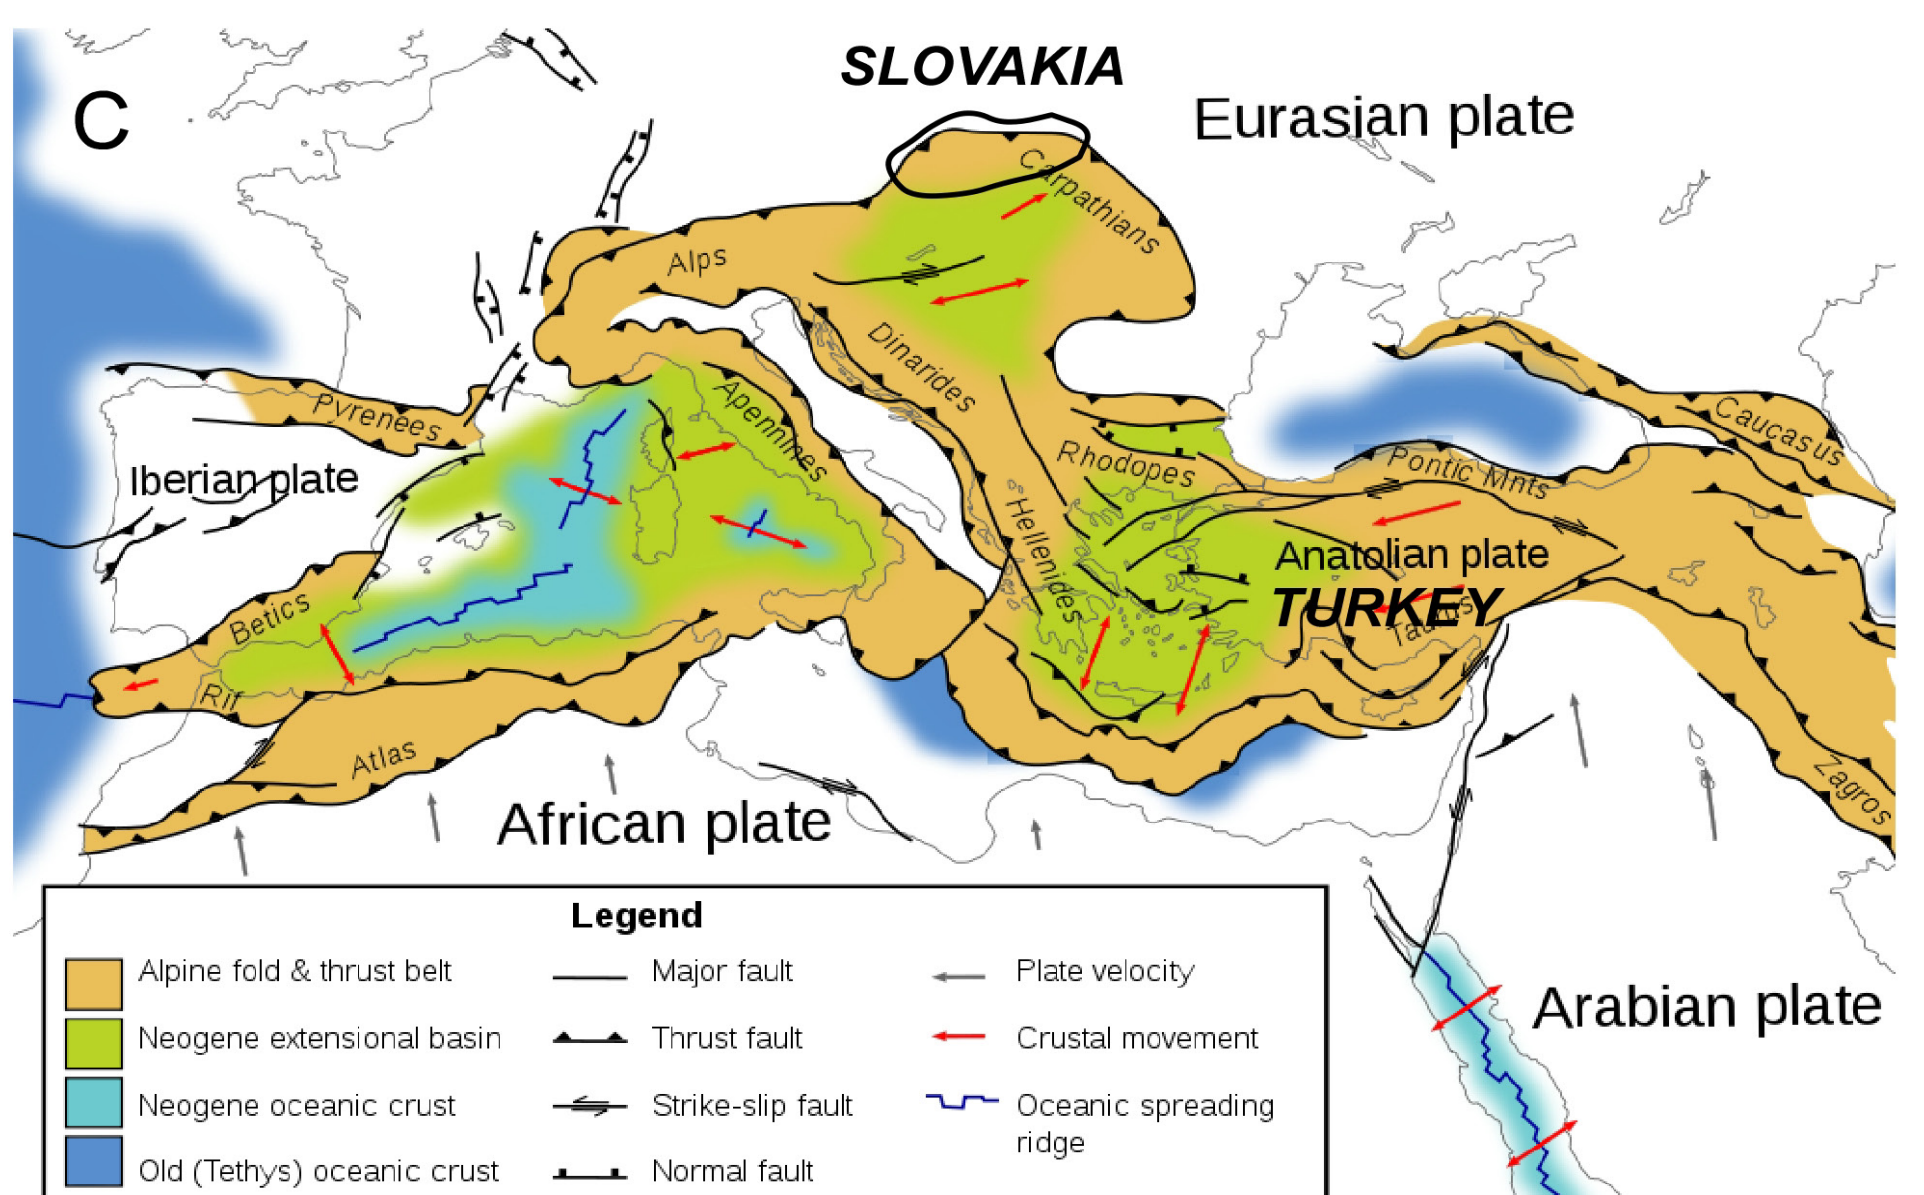 SLOVAKIA
C
Eurasian plate
Carpathians
Alps
Dinarides
Pyrenees
Apennines
Caucasus
Iberian plate
Rhodopes
Pontic Mnts
Hellenides
Anatolian plate
TURKEY
Taurus
Betics
Rif
Atlas
Zagros
African plate
Arabian plate
Legend
Alpine fold & thrust belt
Major fault
Plate velocity
Neogene extensional basin
Thrust fault
Crustal movement
Neogene oceanic crust
Strike-slip fault
Oceanic spreading
ridge
Old (Tethys) oceanic crust
Normal fault